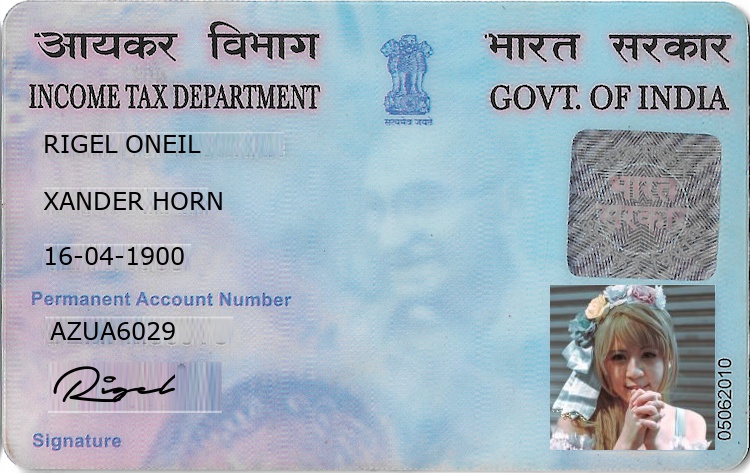 आयकर विभाग
भारत सरकार
INCOME TAX DEPARTMENT
GOVT. OF INDIA
सत्यमेव जयते
RIGEL ONEIL
XANDER HORN
16-04-1900
भारत
सरकार
Permanent Account Number
AZUA6029
Rigel
Signature
05062010